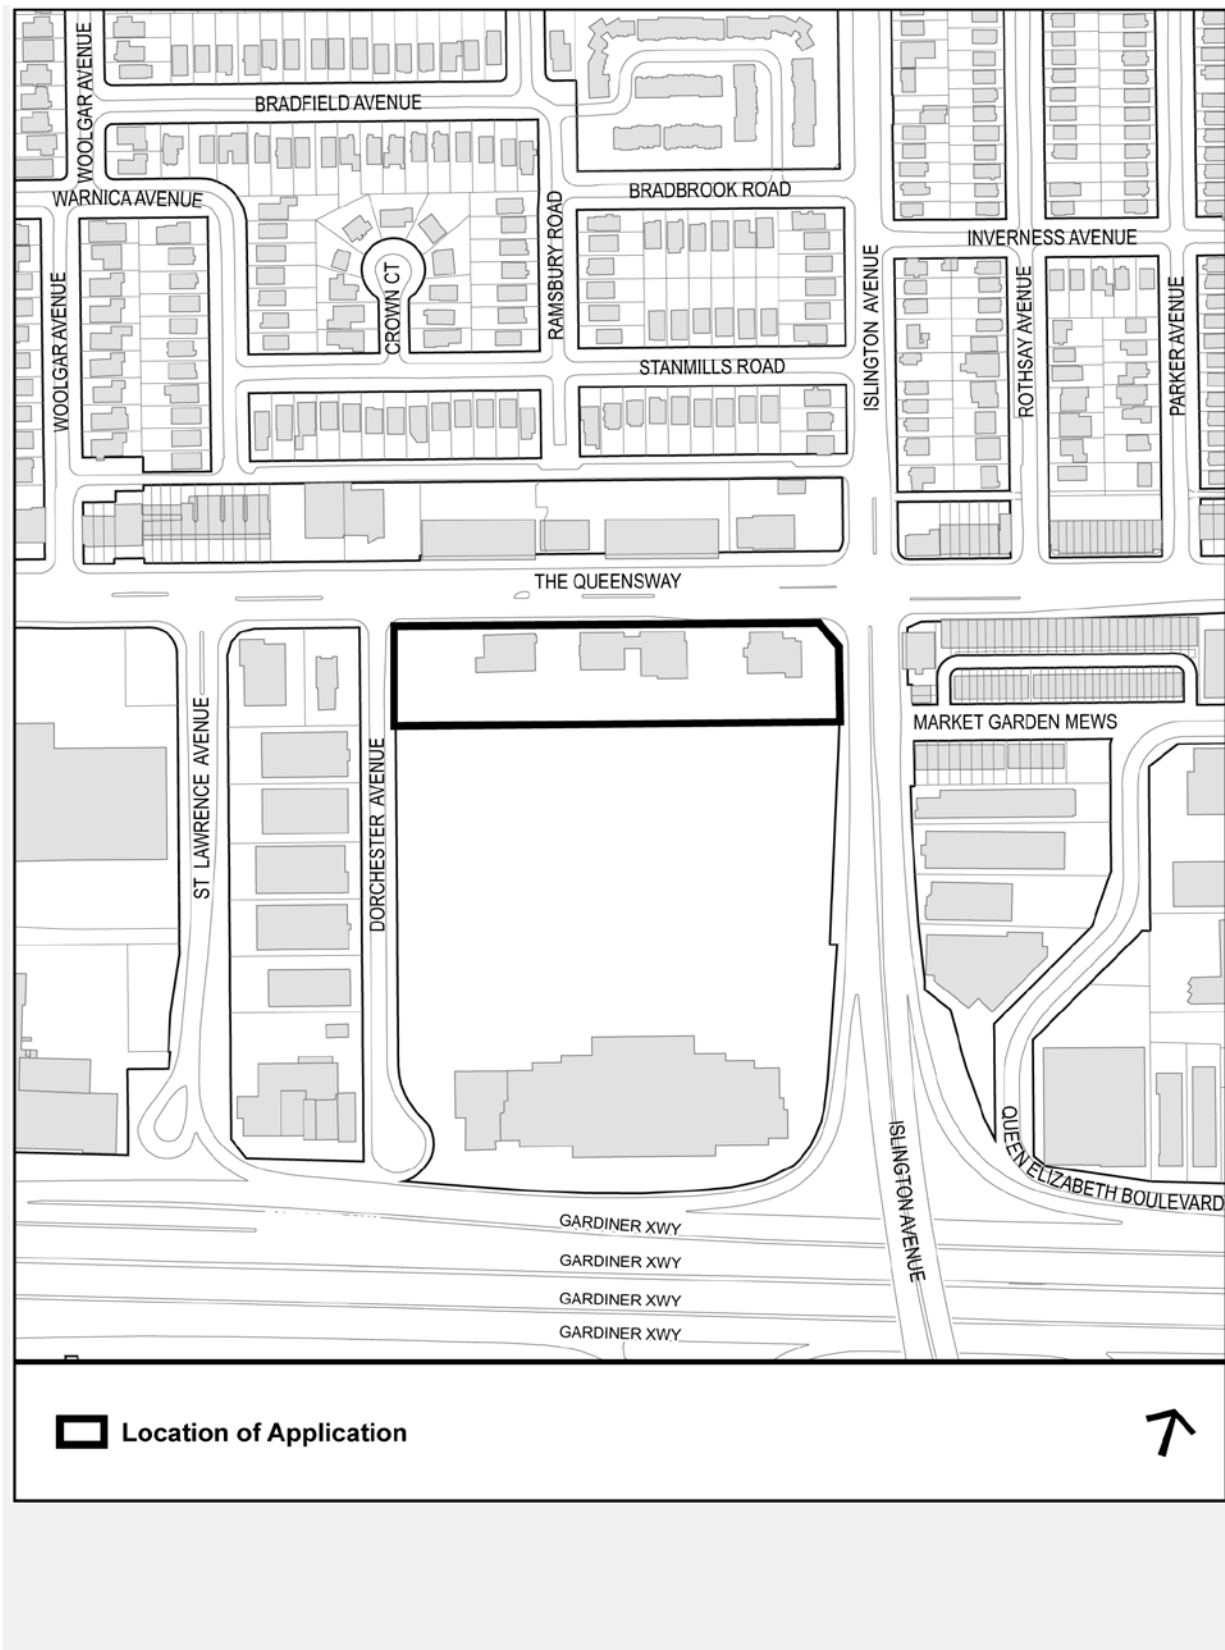 WOOLGAR AVENUE
BRADFIELD AVENUE
WARNICA AVENUE
BRADBROOK ROAD
RAMSBURY ROAD
INVERNESS AVENUE
CROWN CT
WOOLGAR AVENUE
ISLINGTON AVENUE
ROTHSAY AVENUE
PARKER AVENUE
STANMILLS ROAD
THE QUEENSWAY
ST LAWRENCE AVENUE
DORCHESTER AVENUE
MARKET GARDEN MEWS
ISLINGTON AVENUE
QUEEN ELIZABETH BOULEVARD
GARDINER XWY
GARDINER XWY
GARDINER XWY
GARDINER XWY
Location of Application